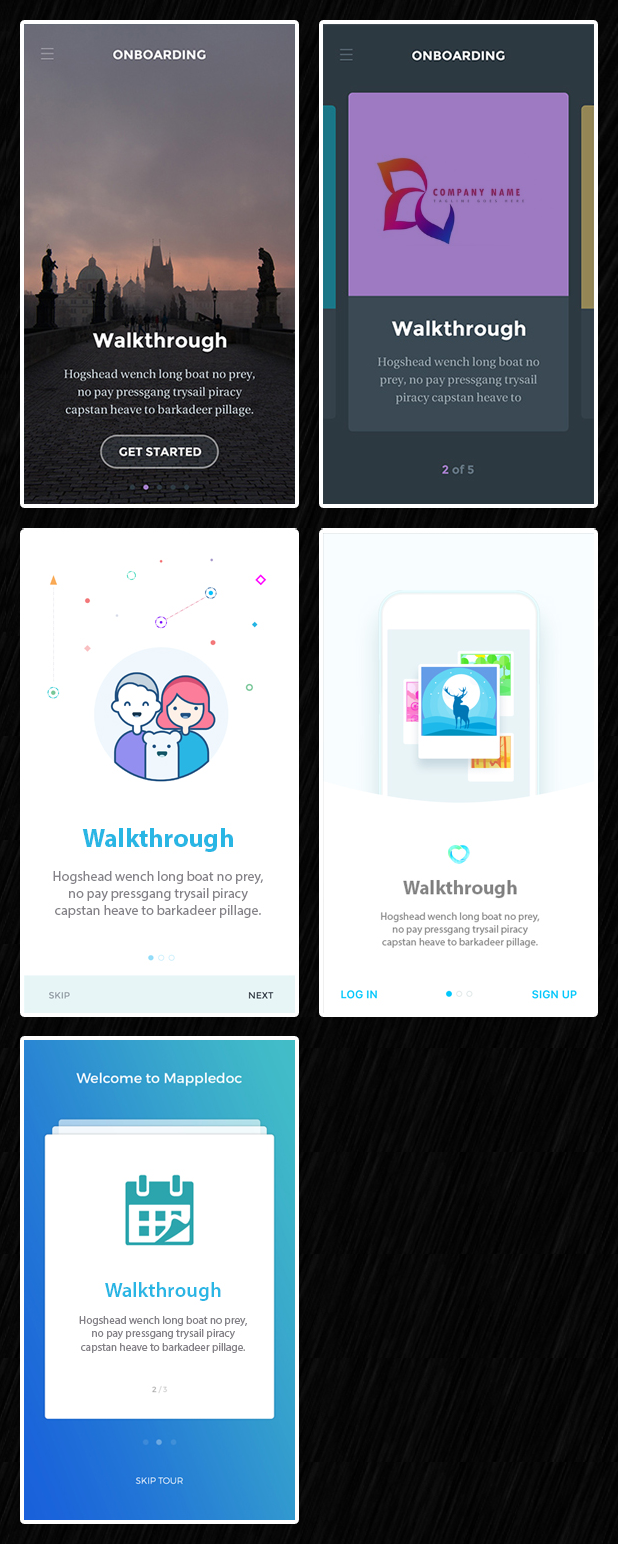 ONBOARDING
Walkthrough
Hogshead wench long boat no prey,
no pay pressgang trysail piracy
capstan heave to barkadeer pillage.
GET STARTED
ONBOARDING
COMPANY NAME
TAGLINE GOES HERE
Walkthrough
Hogshead wench long boat no
prey, no pay pressgang trysail
piracy capstan heave to
2 of 5
Walkthrough
Hogshead wench long boat no prey,
no pay pressgang trysail piracy
capstan heave to barkadeer pillage.
SKIP
NEXT
Walkthrough
Hogshead wench long boat no prey,
no pay pressgang trysail piracy
capstan heave to barkadeer pillage.
LOG IN
SIGN UP
Welcome to Mappledoc
Walkthrough
Hogshead wench long boat no prey,
no pay pressgang trysail piracy
capstan heave to barkadeer pillage.
2 / 3
SKIP TOUR